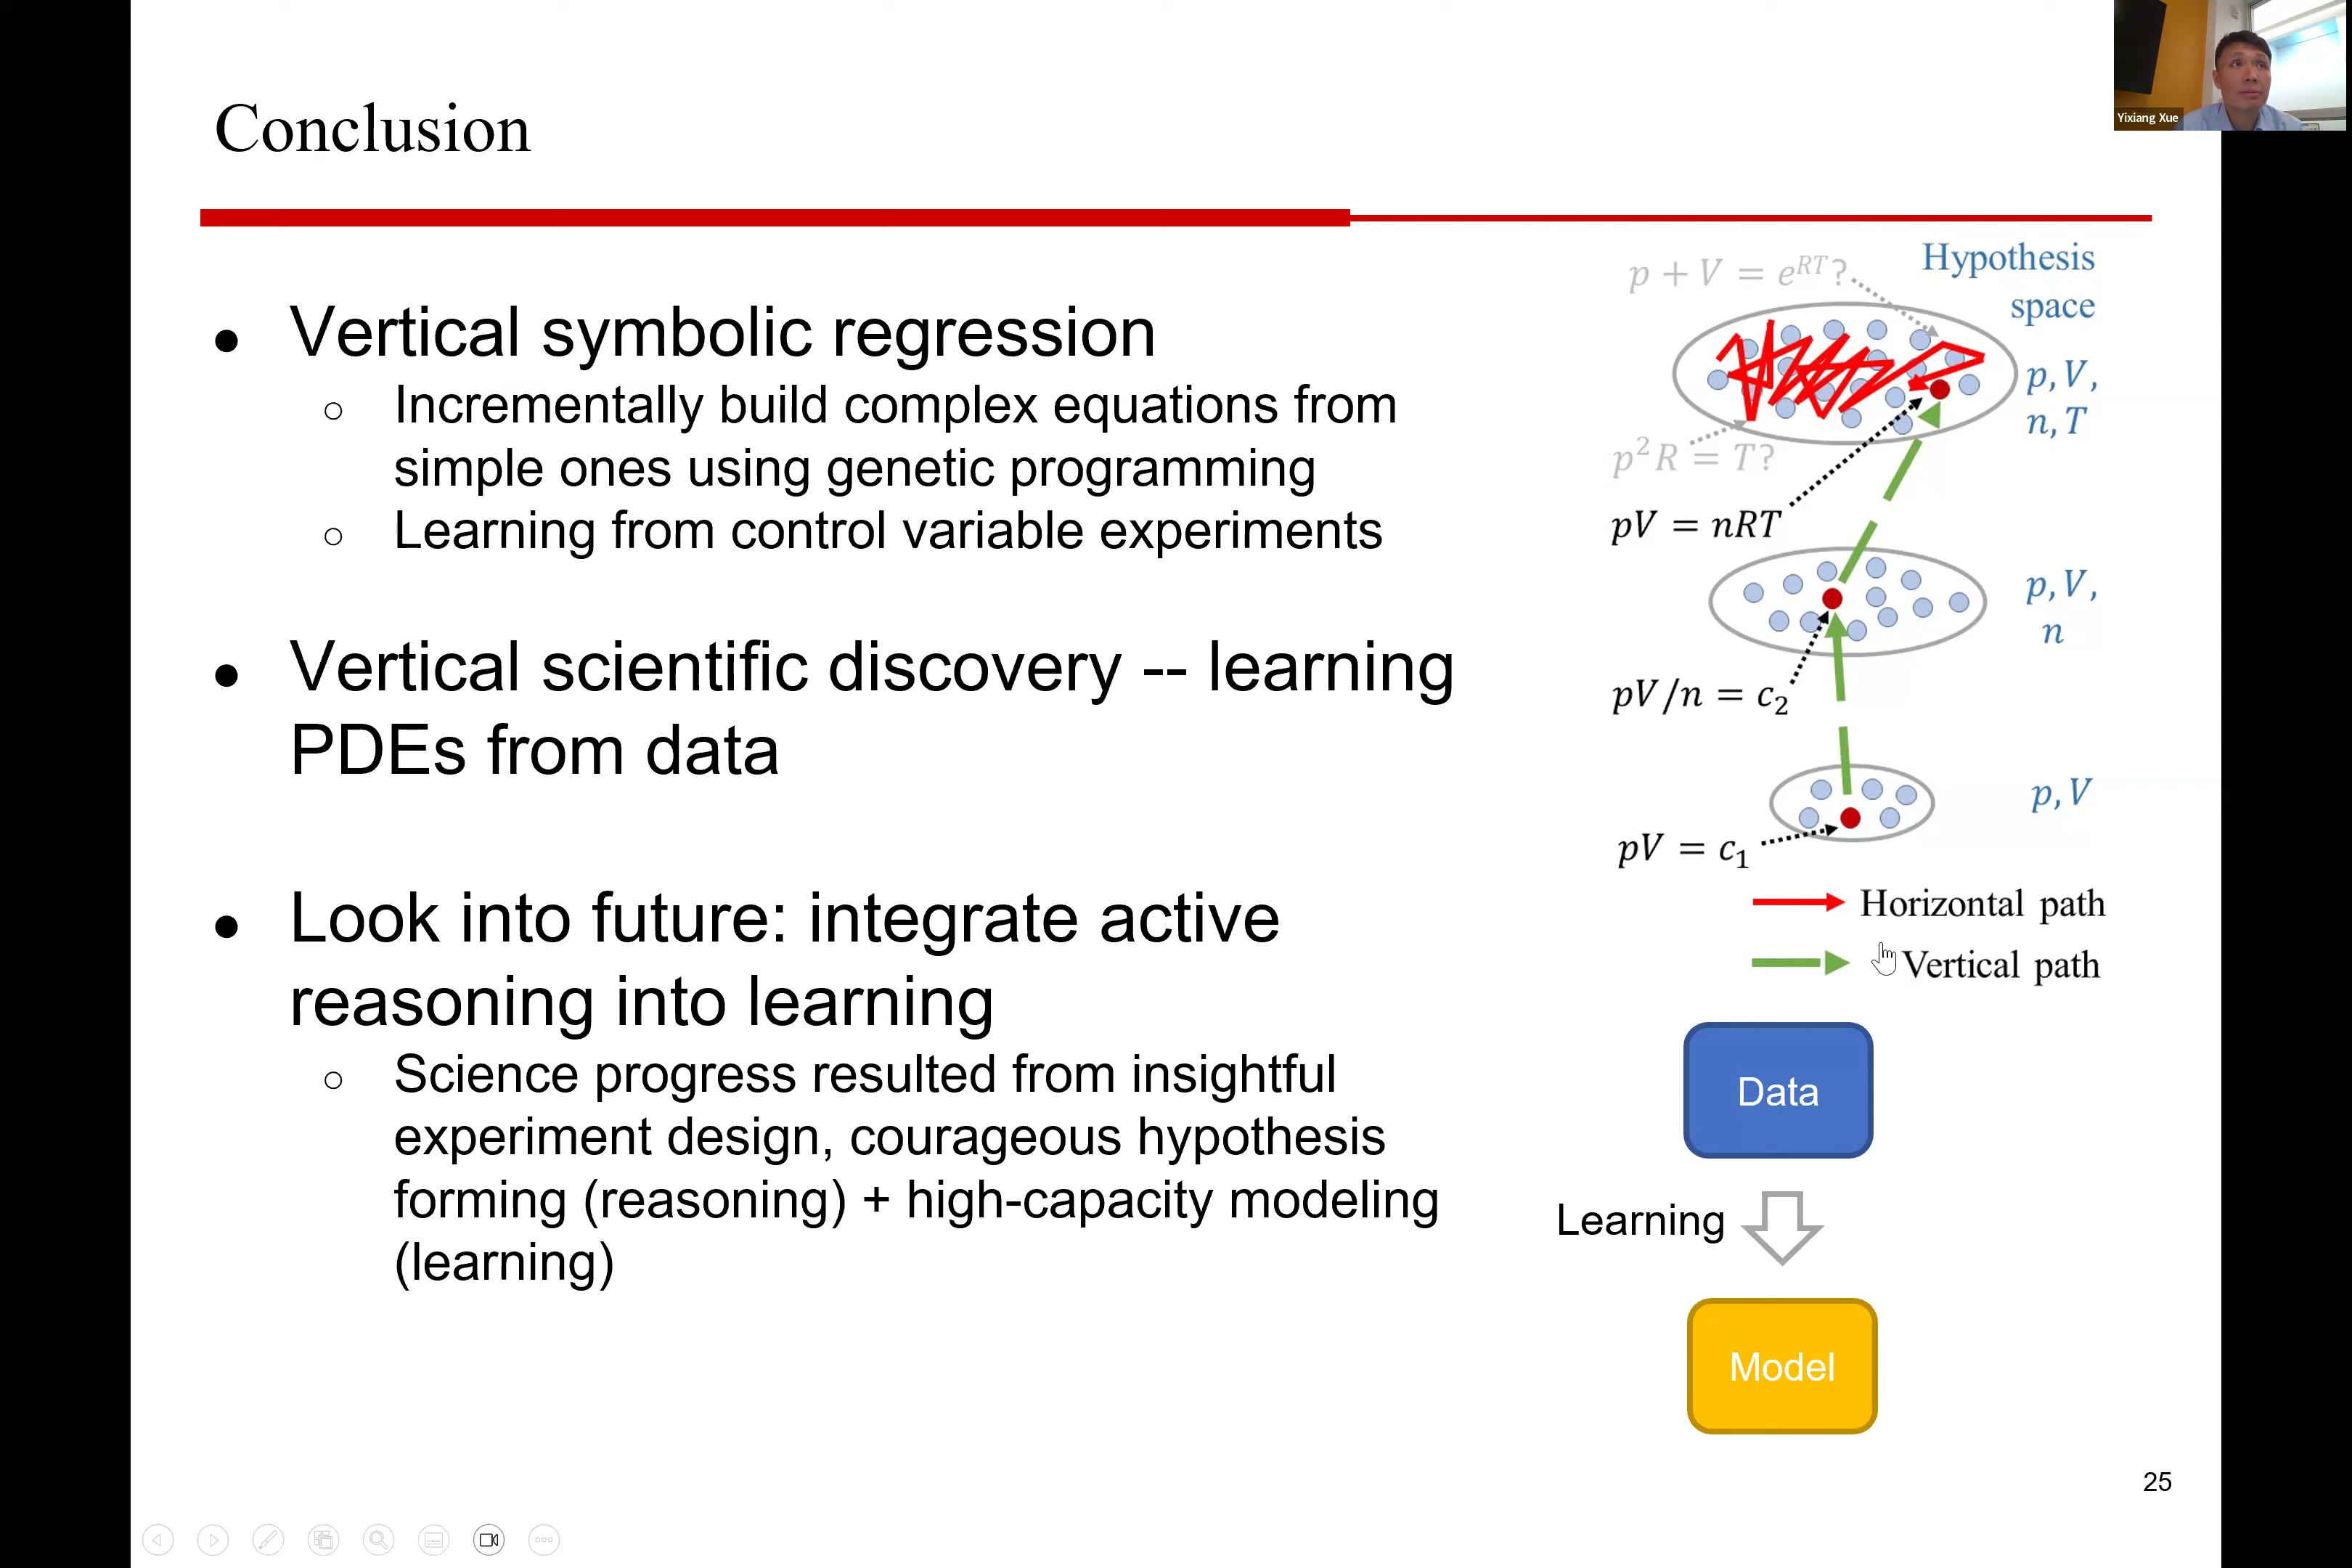 Conclusion
Yixiang Xue
● Vertical symbolic regression
○ Incrementally build complex equations from
simple ones using genetic programming
○ Learning from control variable experiments
● Vertical scientific discovery -- learning
PDEs from data
● Look into future: integrate active
reasoning into learning
○ Science progress resulted from insightful
experiment design, courageous hypothesis
forming (reasoning) + high-capacity modeling
(learning)
p + V = e^{RT}?
Hypothesis
space
p, V,
n, T
p²R = T?
pV = nRT
p, V,
n
pV/n = c₂
p, V
pV = c₁
Horizontal path
Vertical path
Data
Learning
Model
25